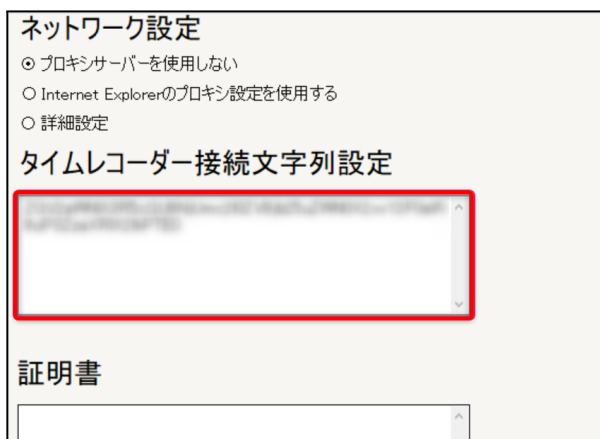 ネットワーク設定
プロキシサーバーを使用しない
Internet Explorerのプロキシ設定を使用する
詳細設定
タイムレコーダー接続文字列設定
証明書